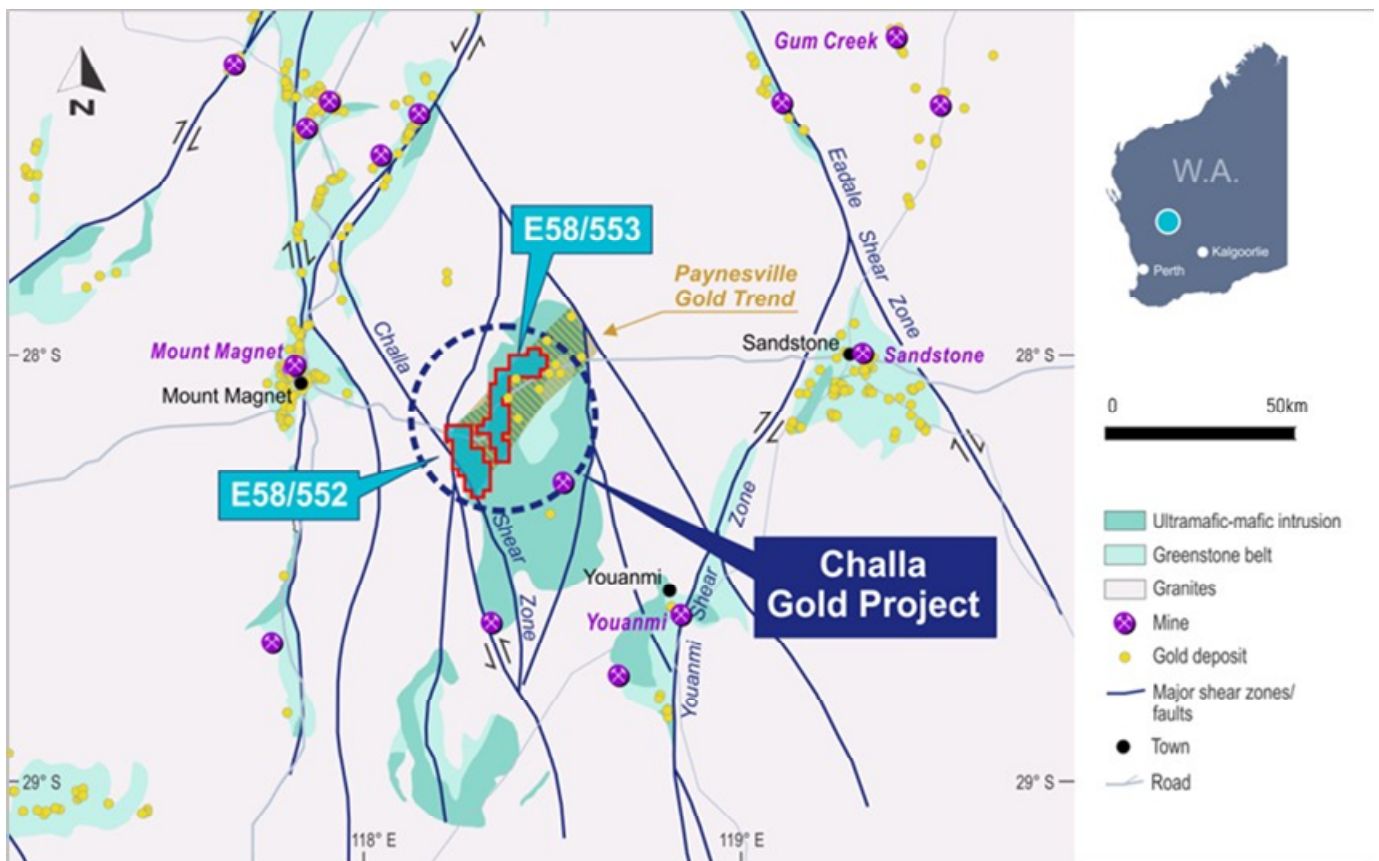 N
Gum Creek
W.A.
Kalgoorlie
Perth
E58/553
Eadale
Shear
Zone
Paynesville
Gold Trend
Challa
28° S
Mount Magnet
Mount Magnet
Sandstone
Sandstone
28° S
0 50km
E58/552
Shear
Zone
Zone
Shear
Youanmi
Challa
Gold Project
Youanmi
Youanmi
Ultramafic-mafic intrusion
Greenstone belt
Granites
Mine
Gold deposit
Major shear zones/
faults
Town
Road
29° S
29° S
118° E
119° E